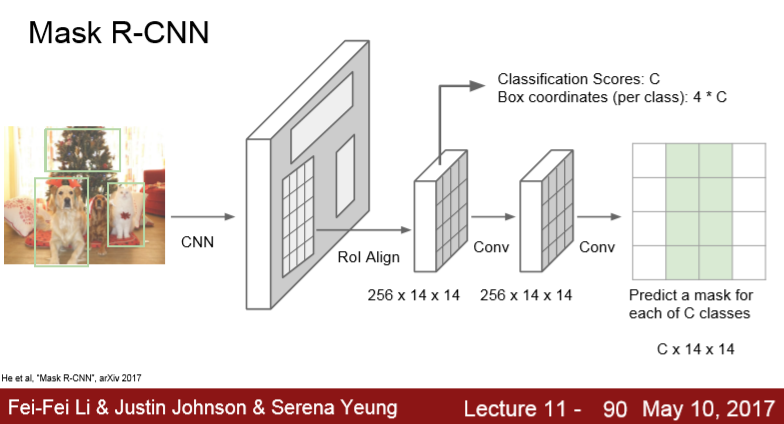 Mask R-CNN
Classification Scores: C
Box coordinates (per class): 4 * C
CNN
RoI Align
Conv
Conv
256 x 14 x 14
256 x 14 x 14
Predict a mask for
each of C classes
C x 14 x 14
He et al, "Mask R-CNN", arXiv 2017
Fei-Fei Li & Justin Johnson & Serena Yeung
Lecture 11 - 90 May 10, 2017